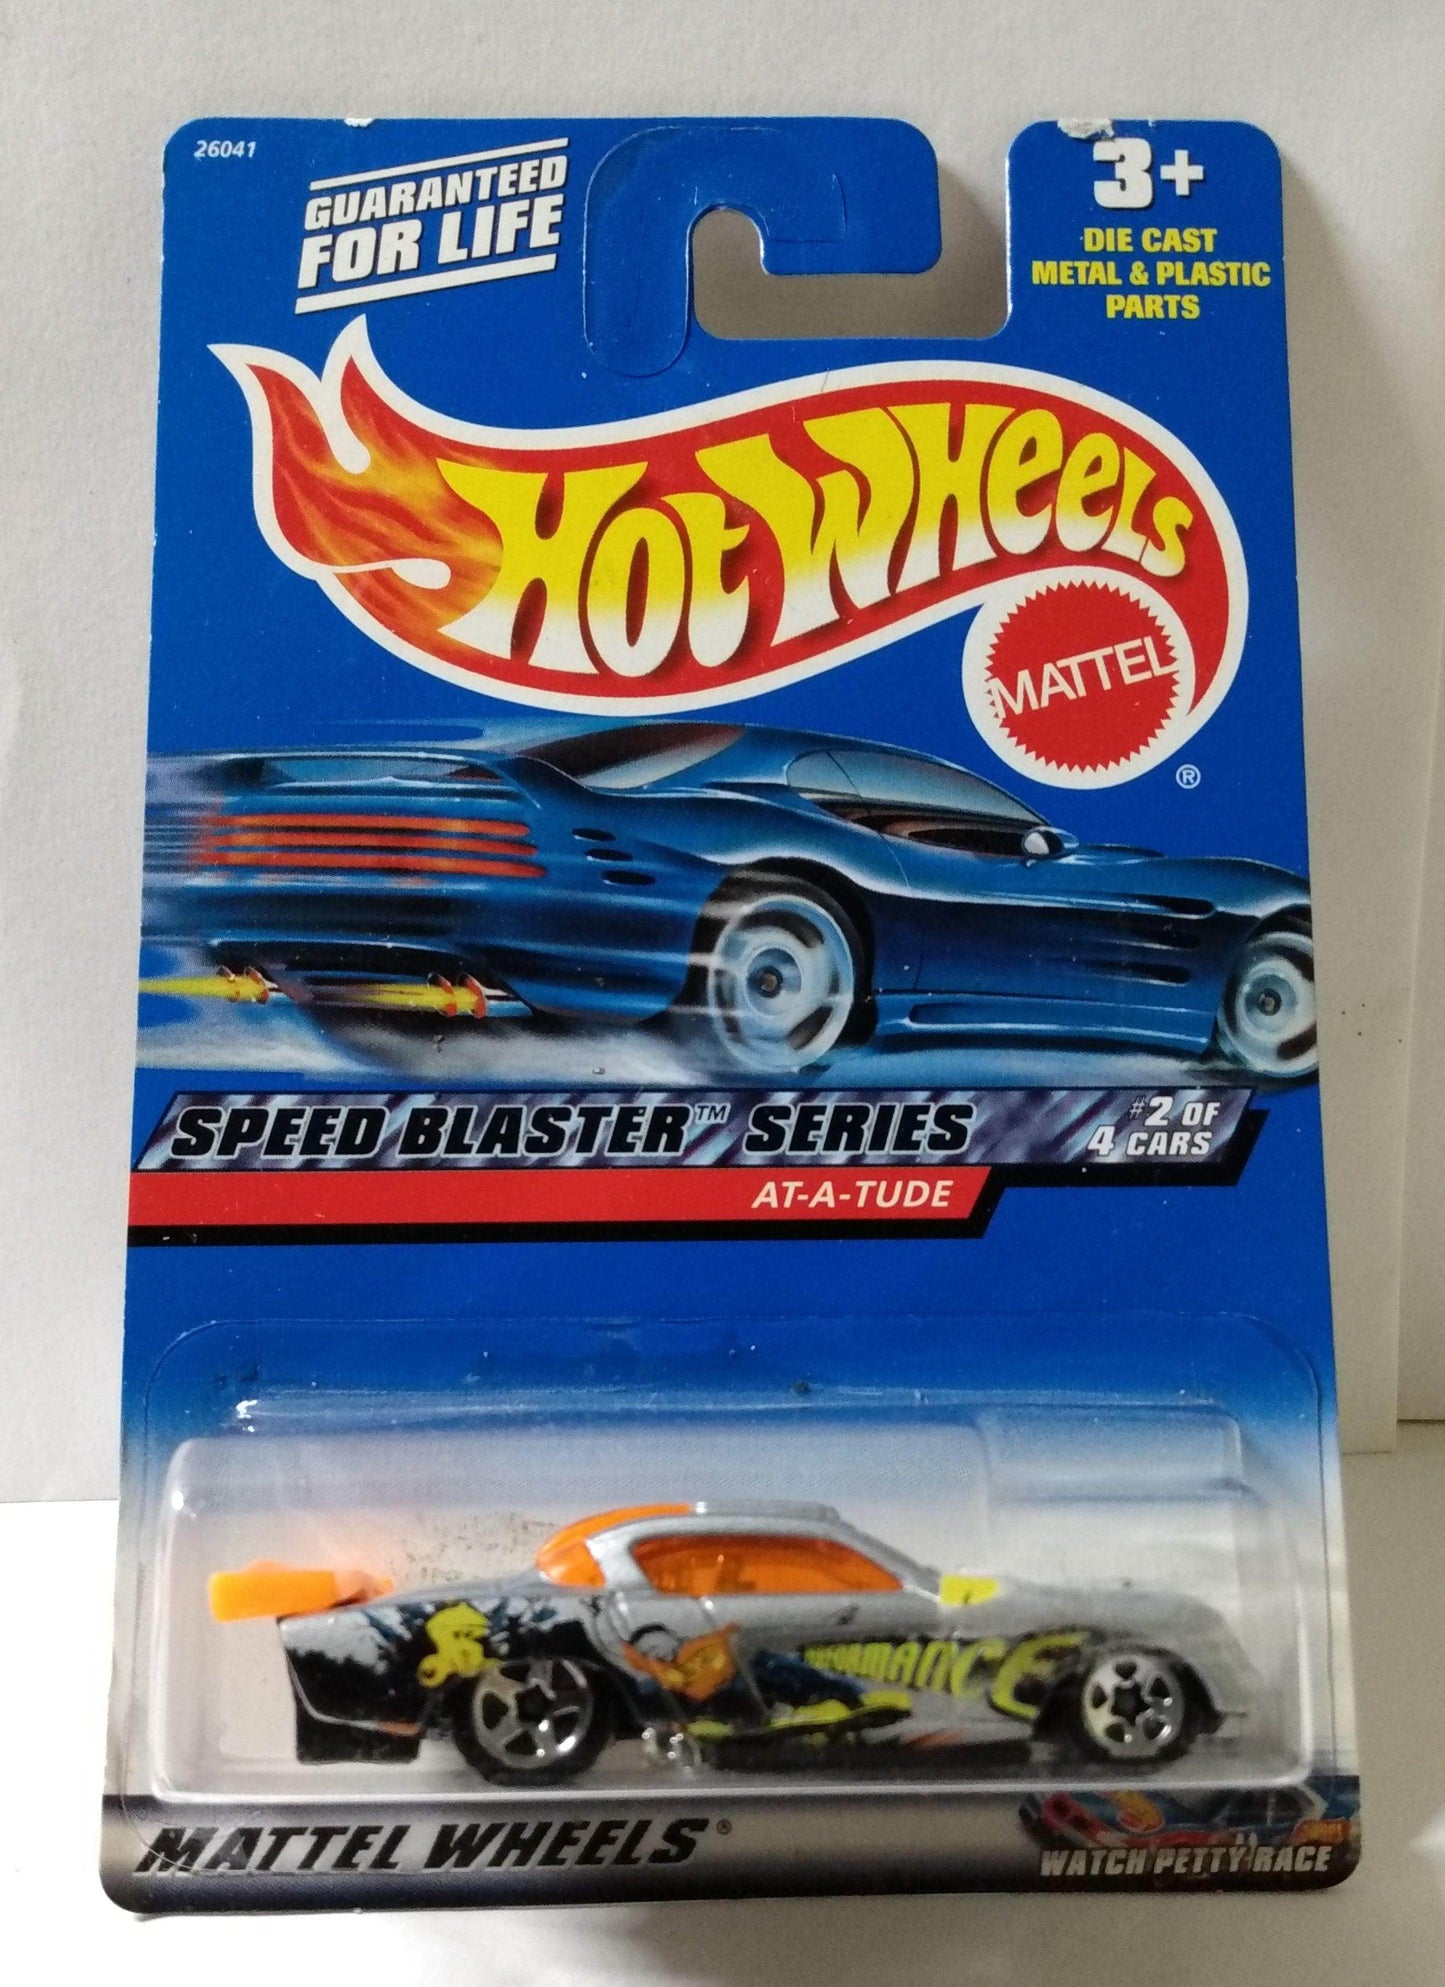 26041
GUARANTEED
FOR LIFE
3+
DIE CAST
METAL & PLASTIC
PARTS
HOT WHEELS
MATTEL
®
SPEED BLASTER™ SERIES
#2 OF
4 CARS
AT-A-TUDE
MATTEL WHEELS®
WATCH PETTY RACE